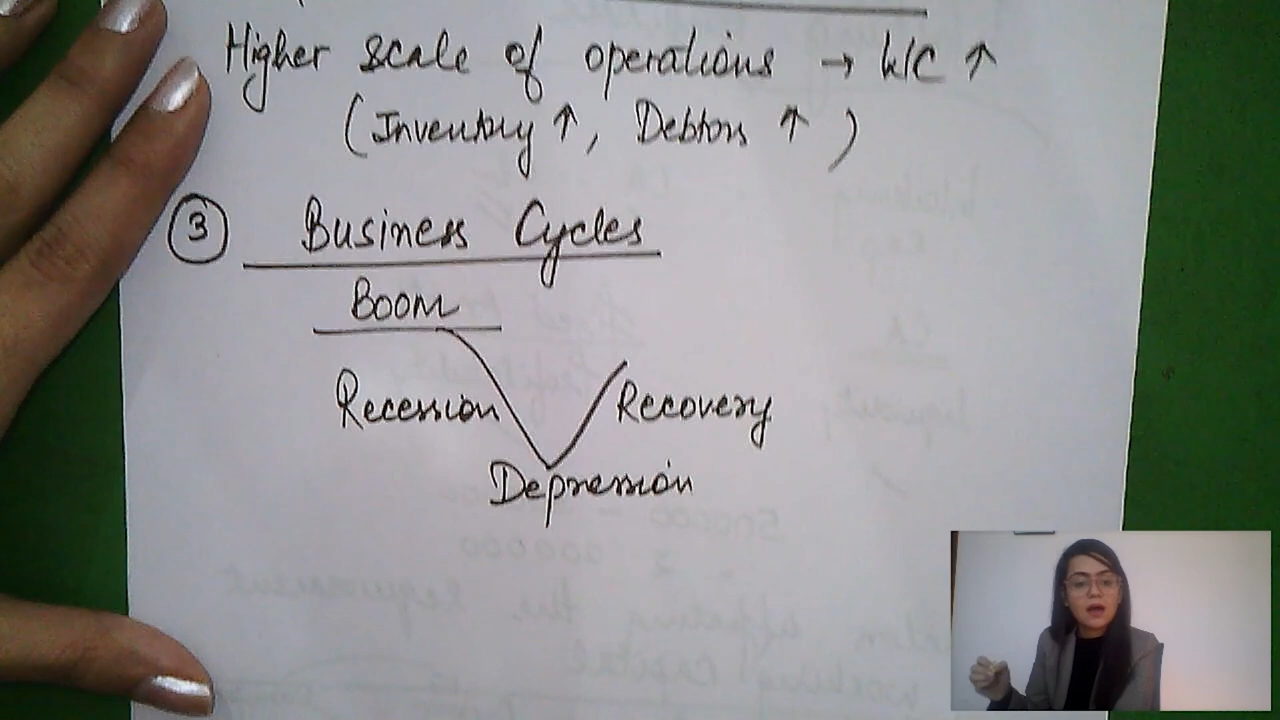 Higher scale of operations → W/C ↑
(Inventory ↑, Debtors ↑ )
3 Business Cycles
Boom
Recession Recovery
Depression